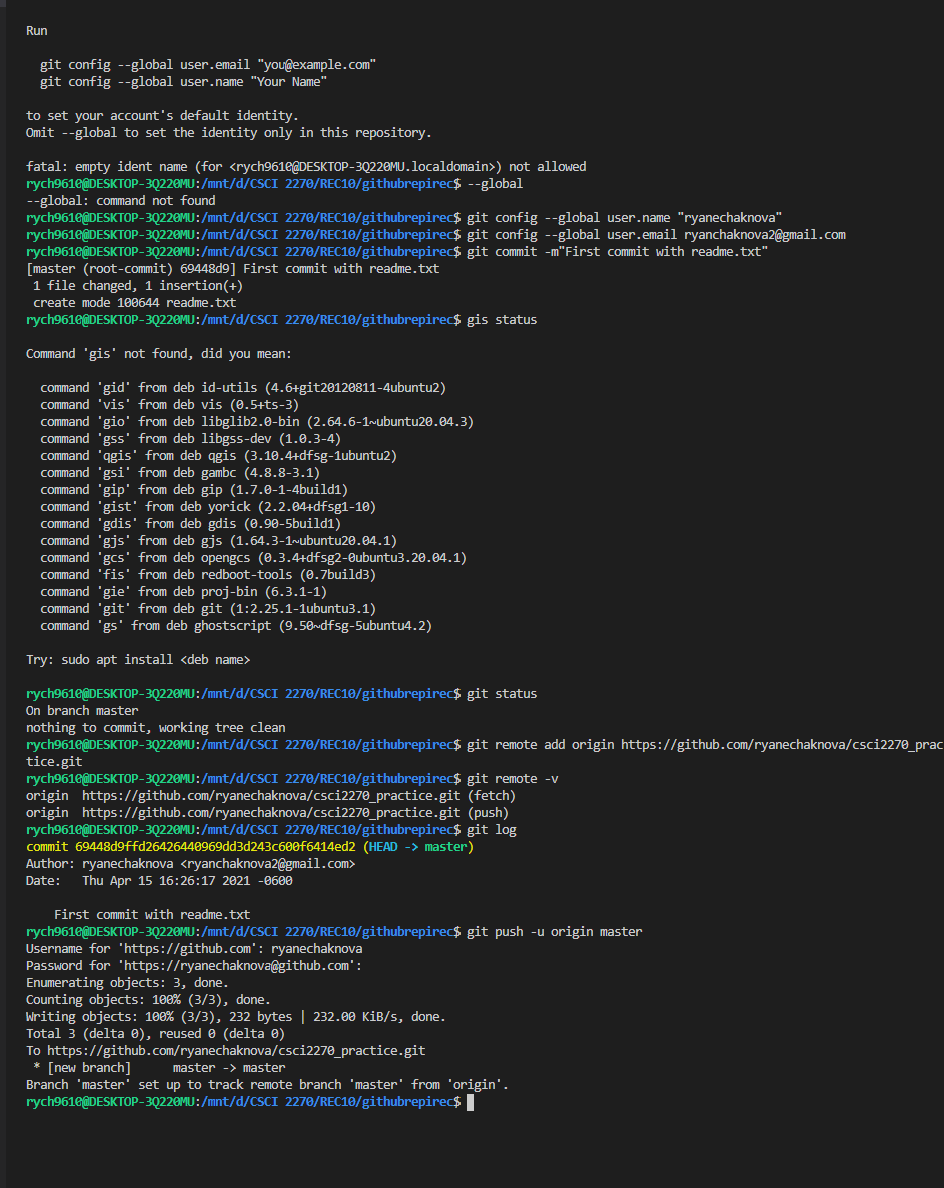 Run
  git config --global user.email "you@example.com"
  git config --global user.name "Your Name"
to set your account's default identity.
Omit --global to set the identity only in this repository.
fatal: empty ident name (for <rych9610@DESKTOP-3Q220MU.localdomain>) not allowed
rych9610@DESKTOP-3Q220MU:/mnt/d/CSCI 2270/REC10/githubrepirec$ --global
--global: command not found
rych9610@DESKTOP-3Q220MU:/mnt/d/CSCI 2270/REC10/githubrepirec$ git config --global user.name "ryanechaknova"
rych9610@DESKTOP-3Q220MU:/mnt/d/CSCI 2270/REC10/githubrepirec$ git config --global user.email ryanchaknova2@gmail.com
rych9610@DESKTOP-3Q220MU:/mnt/d/CSCI 2270/REC10/githubrepirec$ git commit -m"First commit with readme.txt"
[master (root-commit) 69448d9] First commit with readme.txt
 1 file changed, 1 insertion(+)
 create mode 100644 readme.txt
rych9610@DESKTOP-3Q220MU:/mnt/d/CSCI 2270/REC10/githubrepirec$ gis status
Command 'gis' not found, did you mean:
  command 'gid' from deb id-utils (4.6+git20120811-4ubuntu2)
  command 'vis' from deb vis (0.5+ts-3)
  command 'gio' from deb libglib2.0-bin (2.64.6-1~ubuntu20.04.3)
  command 'gss' from deb libgss-dev (1.0.3-4)
  command 'qgis' from deb qgis (3.10.4+dfsg-1ubuntu2)
  command 'gsi' from deb gambc (4.8.8-3.1)
  command 'gip' from deb gip (1.7.0-1-4build1)
  command 'gist' from deb yorick (2.2.04+dfsg1-10)
  command 'gdis' from deb gdis (0.90-5build1)
  command 'gjs' from deb gjs (1.64.3-1~ubuntu20.04.1)
  command 'gcs' from deb opengcs (0.3.4+dfsg2-0ubuntu3.20.04.1)
  command 'fis' from deb redboot-tools (0.7build3)
  command 'gie' from deb proj-bin (6.3.1-1)
  command 'git' from deb git (1:2.25.1-1ubuntu3.1)
  command 'gs' from deb ghostscript (9.50~dfsg-5ubuntu4.2)
Try: sudo apt install <deb name>
rych9610@DESKTOP-3Q220MU:/mnt/d/CSCI 2270/REC10/githubrepirec$ git status
On branch master
nothing to commit, working tree clean
rych9610@DESKTOP-3Q220MU:/mnt/d/CSCI 2270/REC10/githubrepirec$ git remote add origin https://github.com/ryanechaknova/csci2270_prac
tice.git
rych9610@DESKTOP-3Q220MU:/mnt/d/CSCI 2270/REC10/githubrepirec$ git remote -v
origin  https://github.com/ryanechaknova/csci2270_practice.git (fetch)
origin  https://github.com/ryanechaknova/csci2270_practice.git (push)
rych9610@DESKTOP-3Q220MU:/mnt/d/CSCI 2270/REC10/githubrepirec$ git log
commit 69448d9ffd26426440969dd3d243c600f6414ed2 (HEAD -> master)
Author: ryanechaknova <ryanchaknova2@gmail.com>
Date:   Thu Apr 15 16:26:17 2021 -0600
    First commit with readme.txt
rych9610@DESKTOP-3Q220MU:/mnt/d/CSCI 2270/REC10/githubrepirec$ git push -u origin master
Username for 'https://github.com': ryanechaknova
Password for 'https://ryanechaknova@github.com':
Enumerating objects: 3, done.
Counting objects: 100% (3/3), done.
Writing objects: 100% (3/3), 232 bytes | 232.00 KiB/s, done.
Total 3 (delta 0), reused 0 (delta 0)
To https://github.com/ryanechaknova/csci2270_practice.git
 * [new branch]      master -> master
Branch 'master' set up to track remote branch 'master' from 'origin'.
rych9610@DESKTOP-3Q220MU:/mnt/d/CSCI 2270/REC10/githubrepirec$